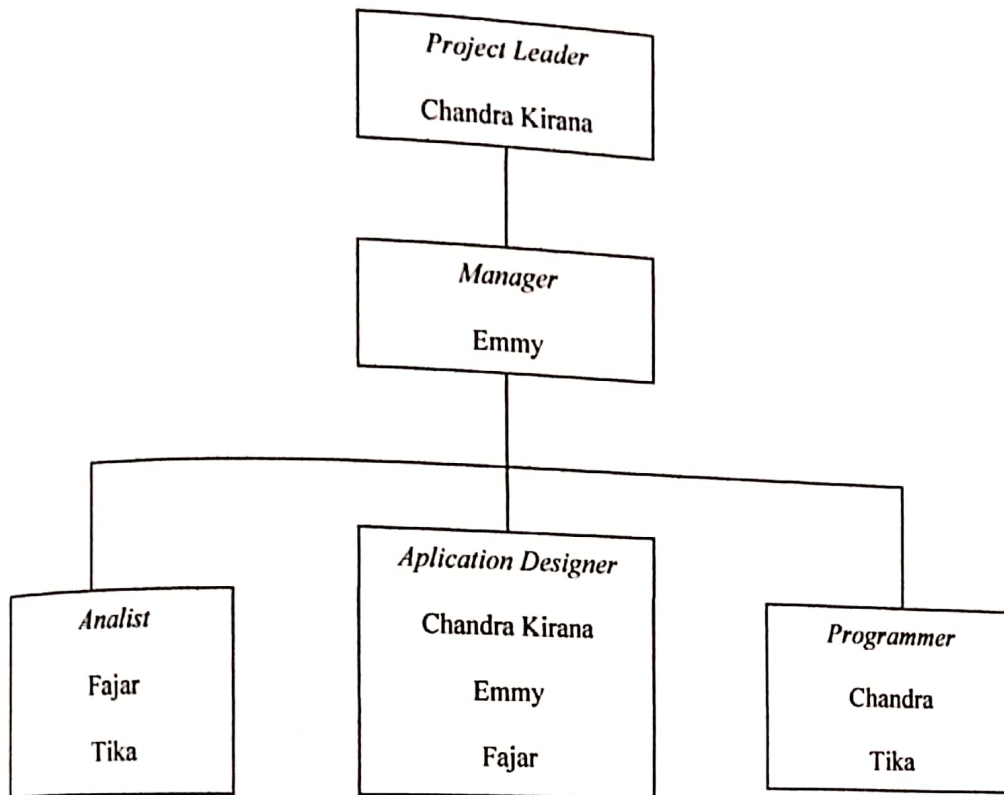 Project Leader
Chandra Kirana
Manager
Emmy
Analist
Fajar
Tika
Aplication Designer
Chandra Kirana
Emmy
Fajar
Programmer
Chandra
Tika